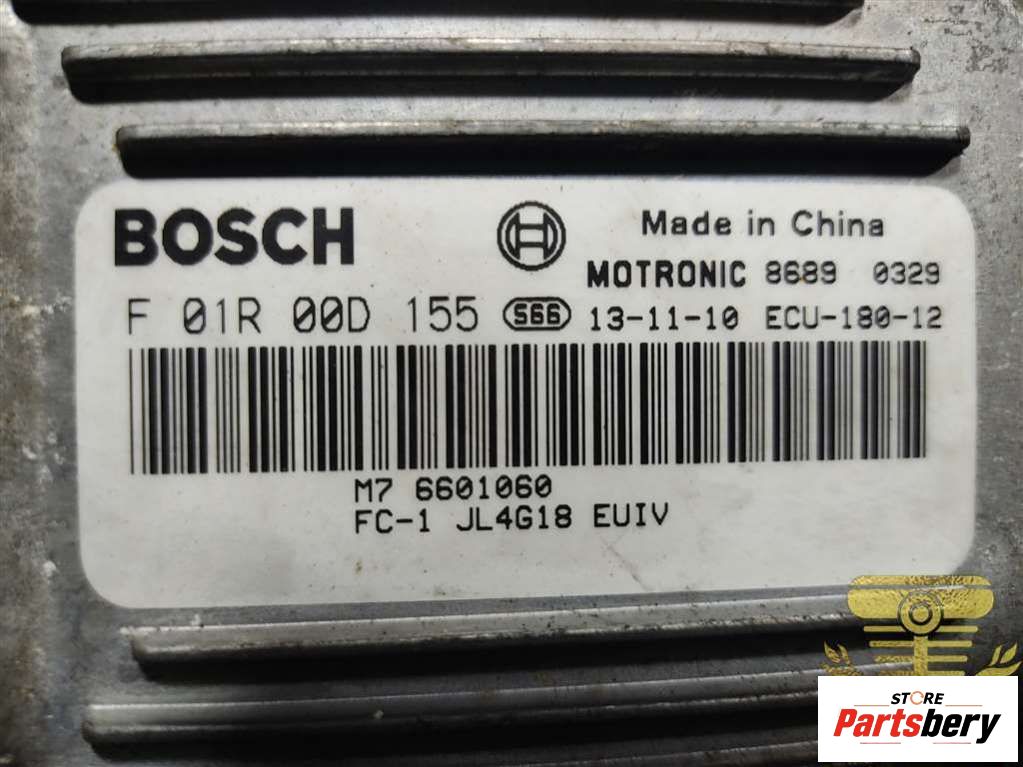 BOSCH
Made in China
MOTRONIC 8689 0329
F 01R 00D 155 S66 13-11-10 ECU-180-12
M7 6601060
FC-1 JL4G18 EUIV
STORE
Partsbery